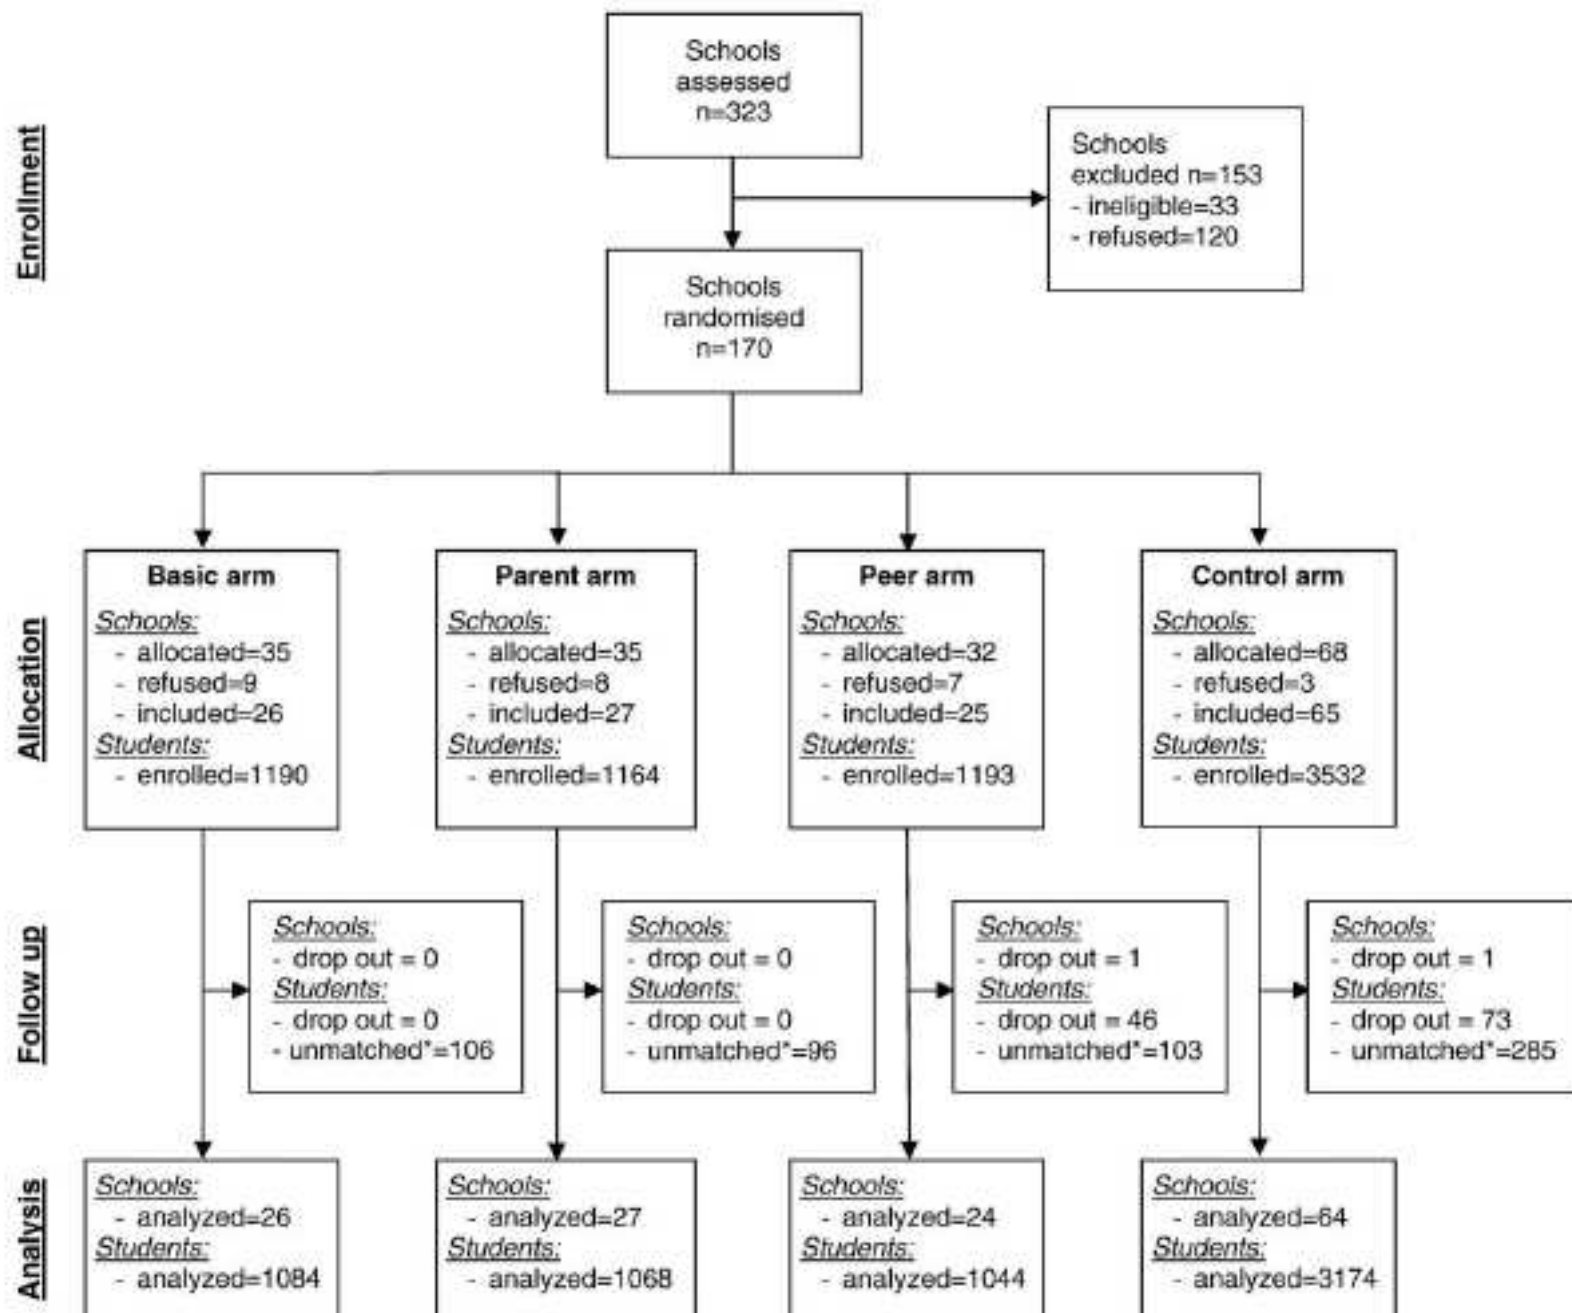 Schools
assessed
n=323
Enrollment
Schools
excluded n=153
- ineligible=33
- refused=120
Schools
randomised
n=170
Allocation
Basic arm
Schools:
- allocated=35
- refused=9
- included=26
Students:
- enrolled=1190
Parent arm
Schools:
- allocated=35
- refused=8
- included=27
Students:
- enrolled=1164
Peer arm
Schools:
- allocated=32
- refused=7
- included=25
Students:
- enrolled=1193
Control arm
Schools:
- allocated=68
- refused=3
- included=65
Students:
- enrolled=3532
Follow up
Schools:
- drop out = 0
Students:
- drop out = 0
- unmatched*=106
Schools:
- drop out = 0
Students:
- drop out = 0
- unmatched*=96
Schools:
- drop out = 1
Students:
- drop out = 46
- unmatched*=103
Schools:
- drop out = 1
Students:
- drop out = 73
- unmatched*=285
Analysis
Schools:
- analyzed=26
Students:
- analyzed=1084
Schools:
- analyzed=27
Students:
- analyzed=1068
Schools:
- analyzed=24
Students:
- analyzed=1044
Schools:
- analyzed=64
Students:
- analyzed=3174